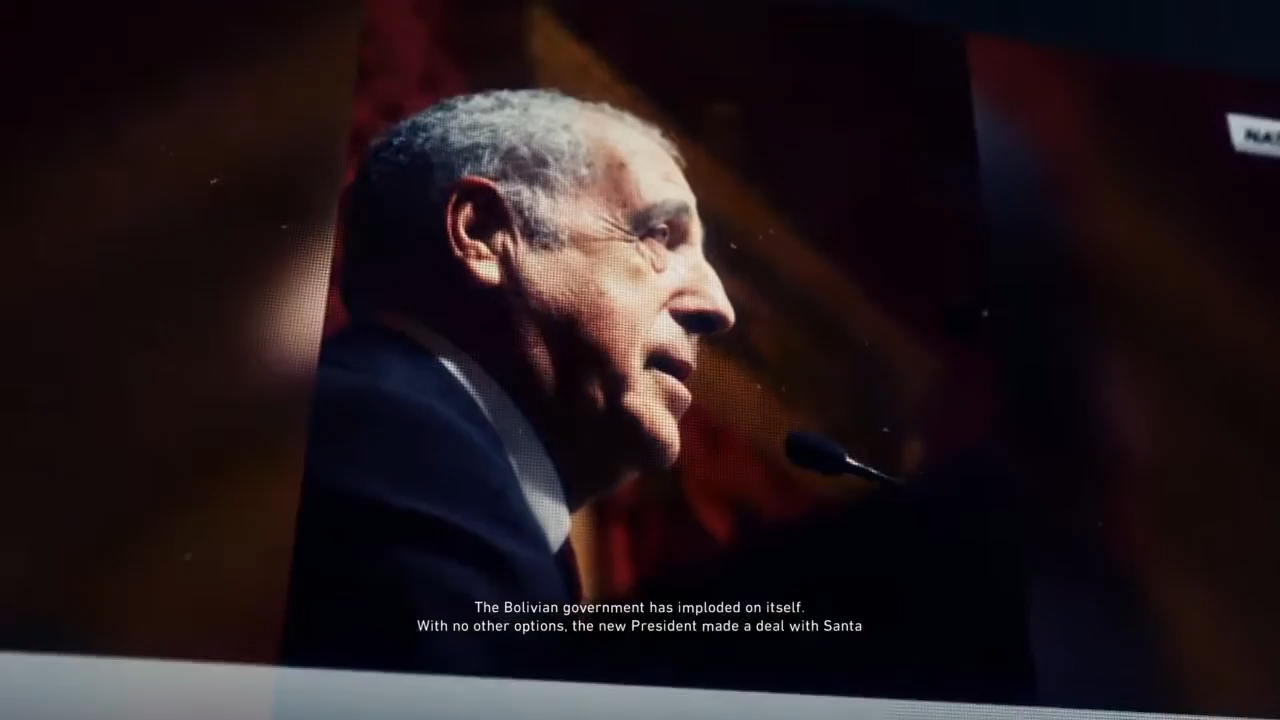 The Bolivian government has imploded on itself.
With no other options, the new President made a deal with Santa